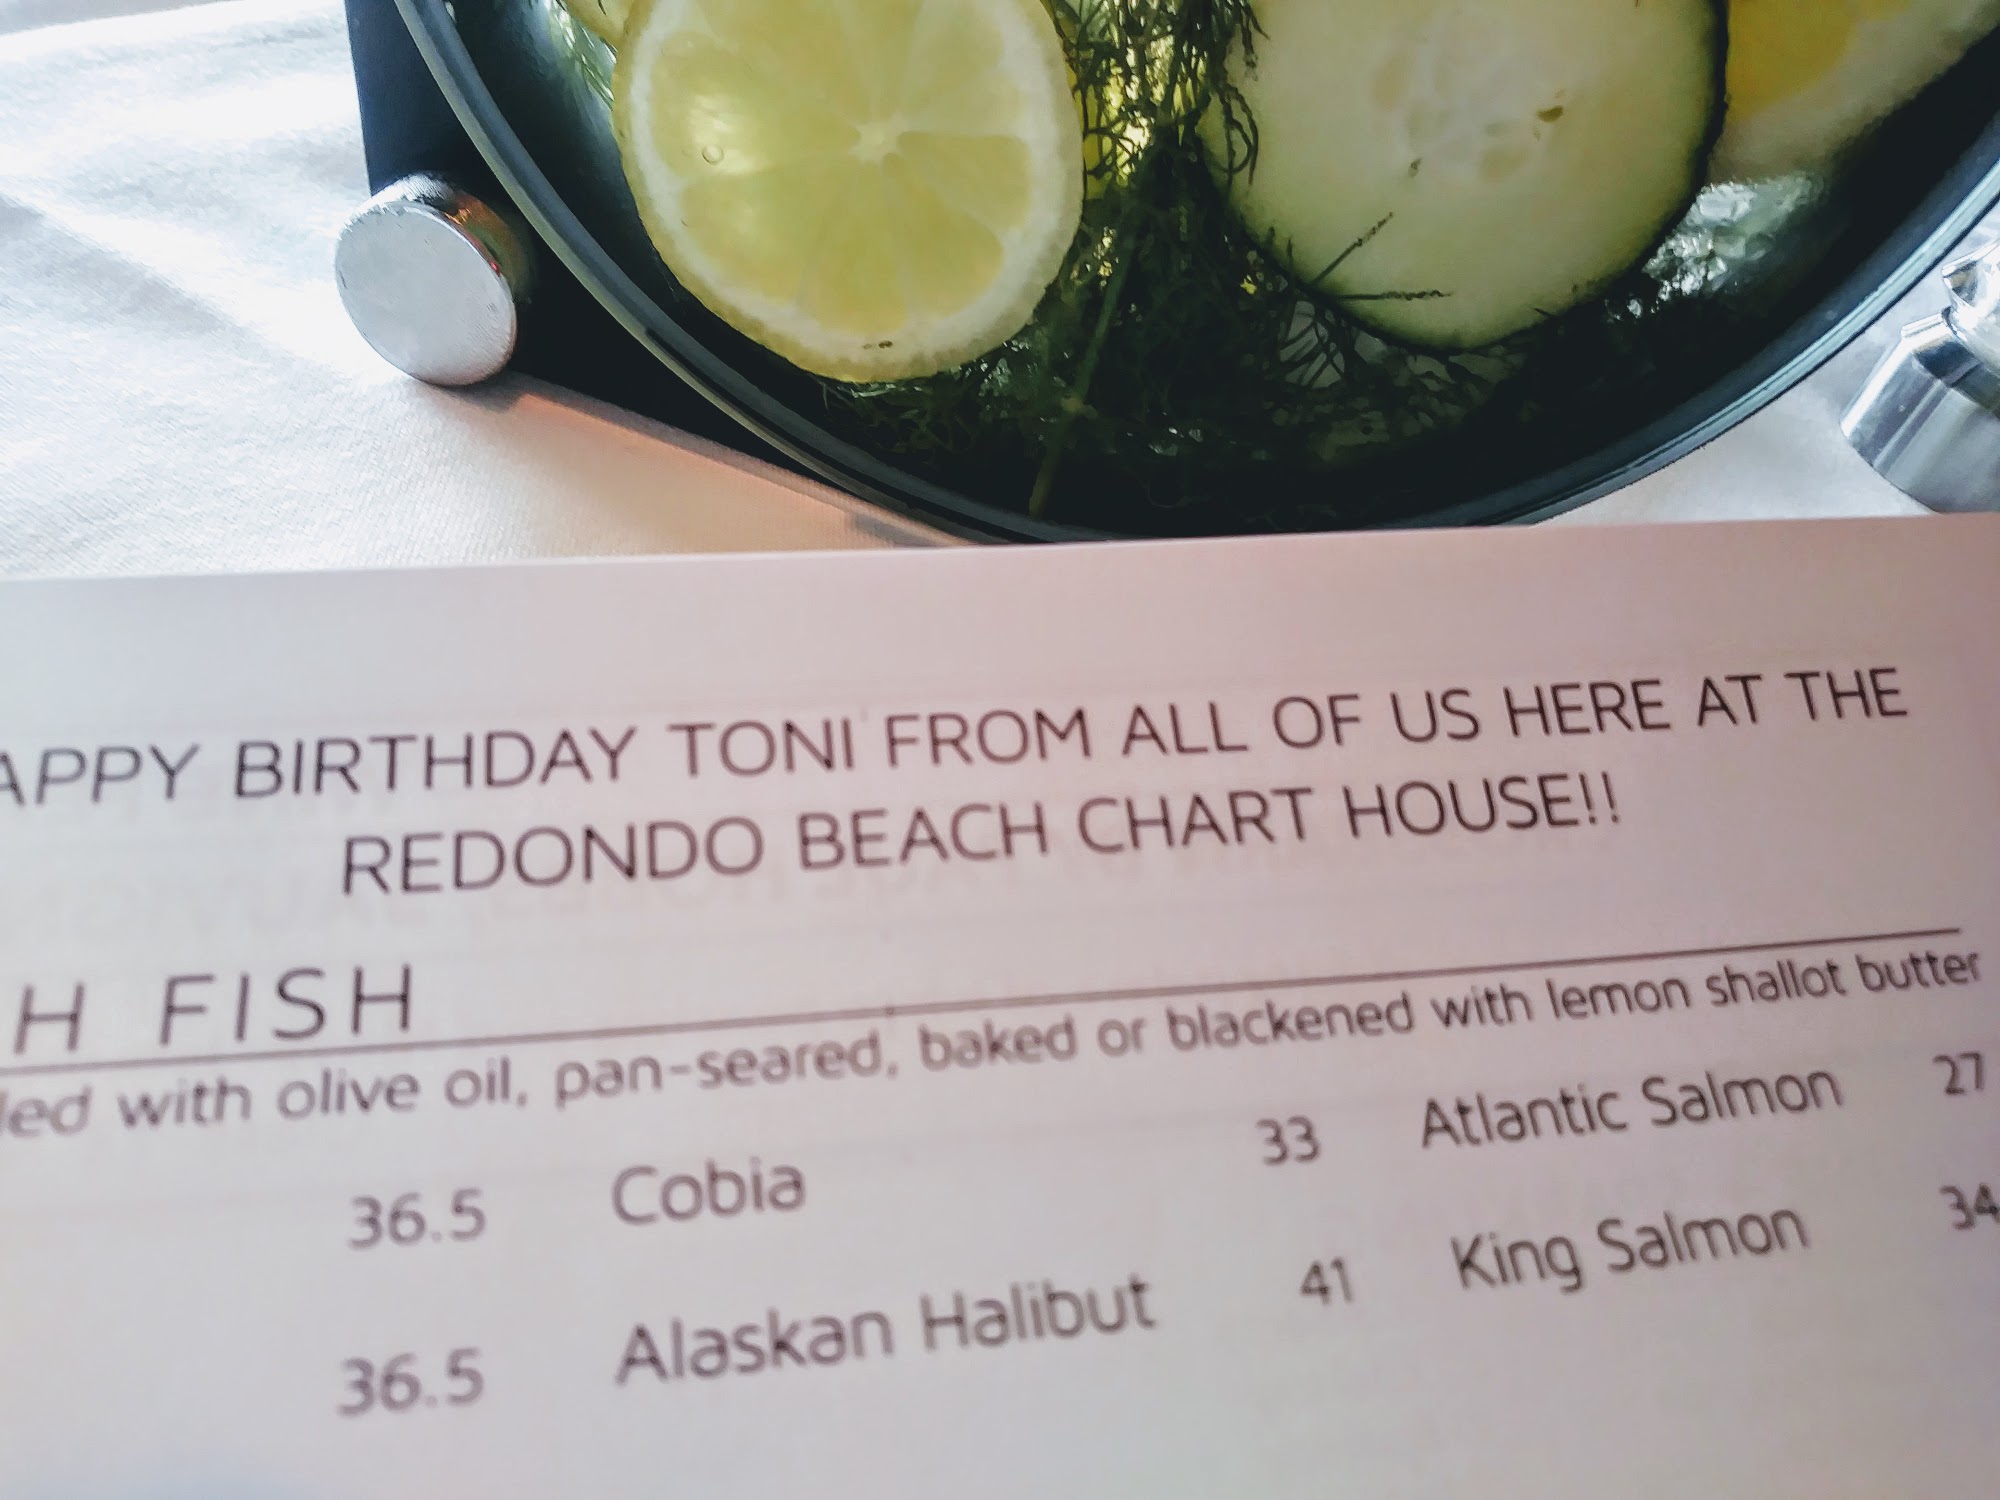 APPY BIRTHDAY TONI FROM ALL OF US HERE AT THE
REDONDO BEACH CHART HOUSE!!
H FISH
led with olive oil, pan-seared, baked or blackened with lemon shallot butter
36.5 Cobia 33 Atlantic Salmon 27
36.5 Alaskan Halibut 41 King Salmon 34